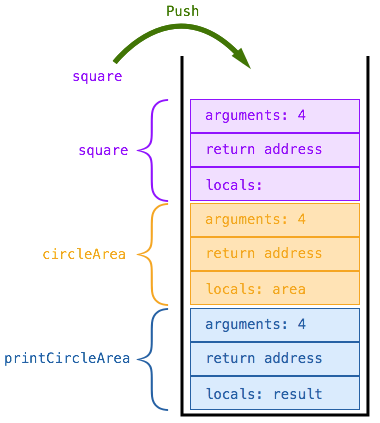 Push
square
square
arguments: 4
return address
locals:
circleArea
arguments: 4
return address
locals: area
printCircleArea
arguments: 4
return address
locals: result